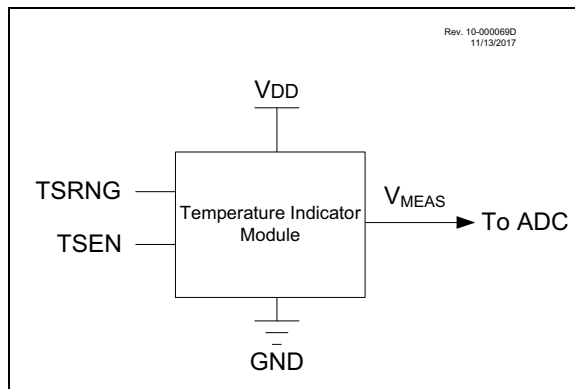 Rev. 10-000069D
11/13/2017
VDD
TSRNG
TSEN
Temperature Indicator
Module
VMEAS
To ADC
GND